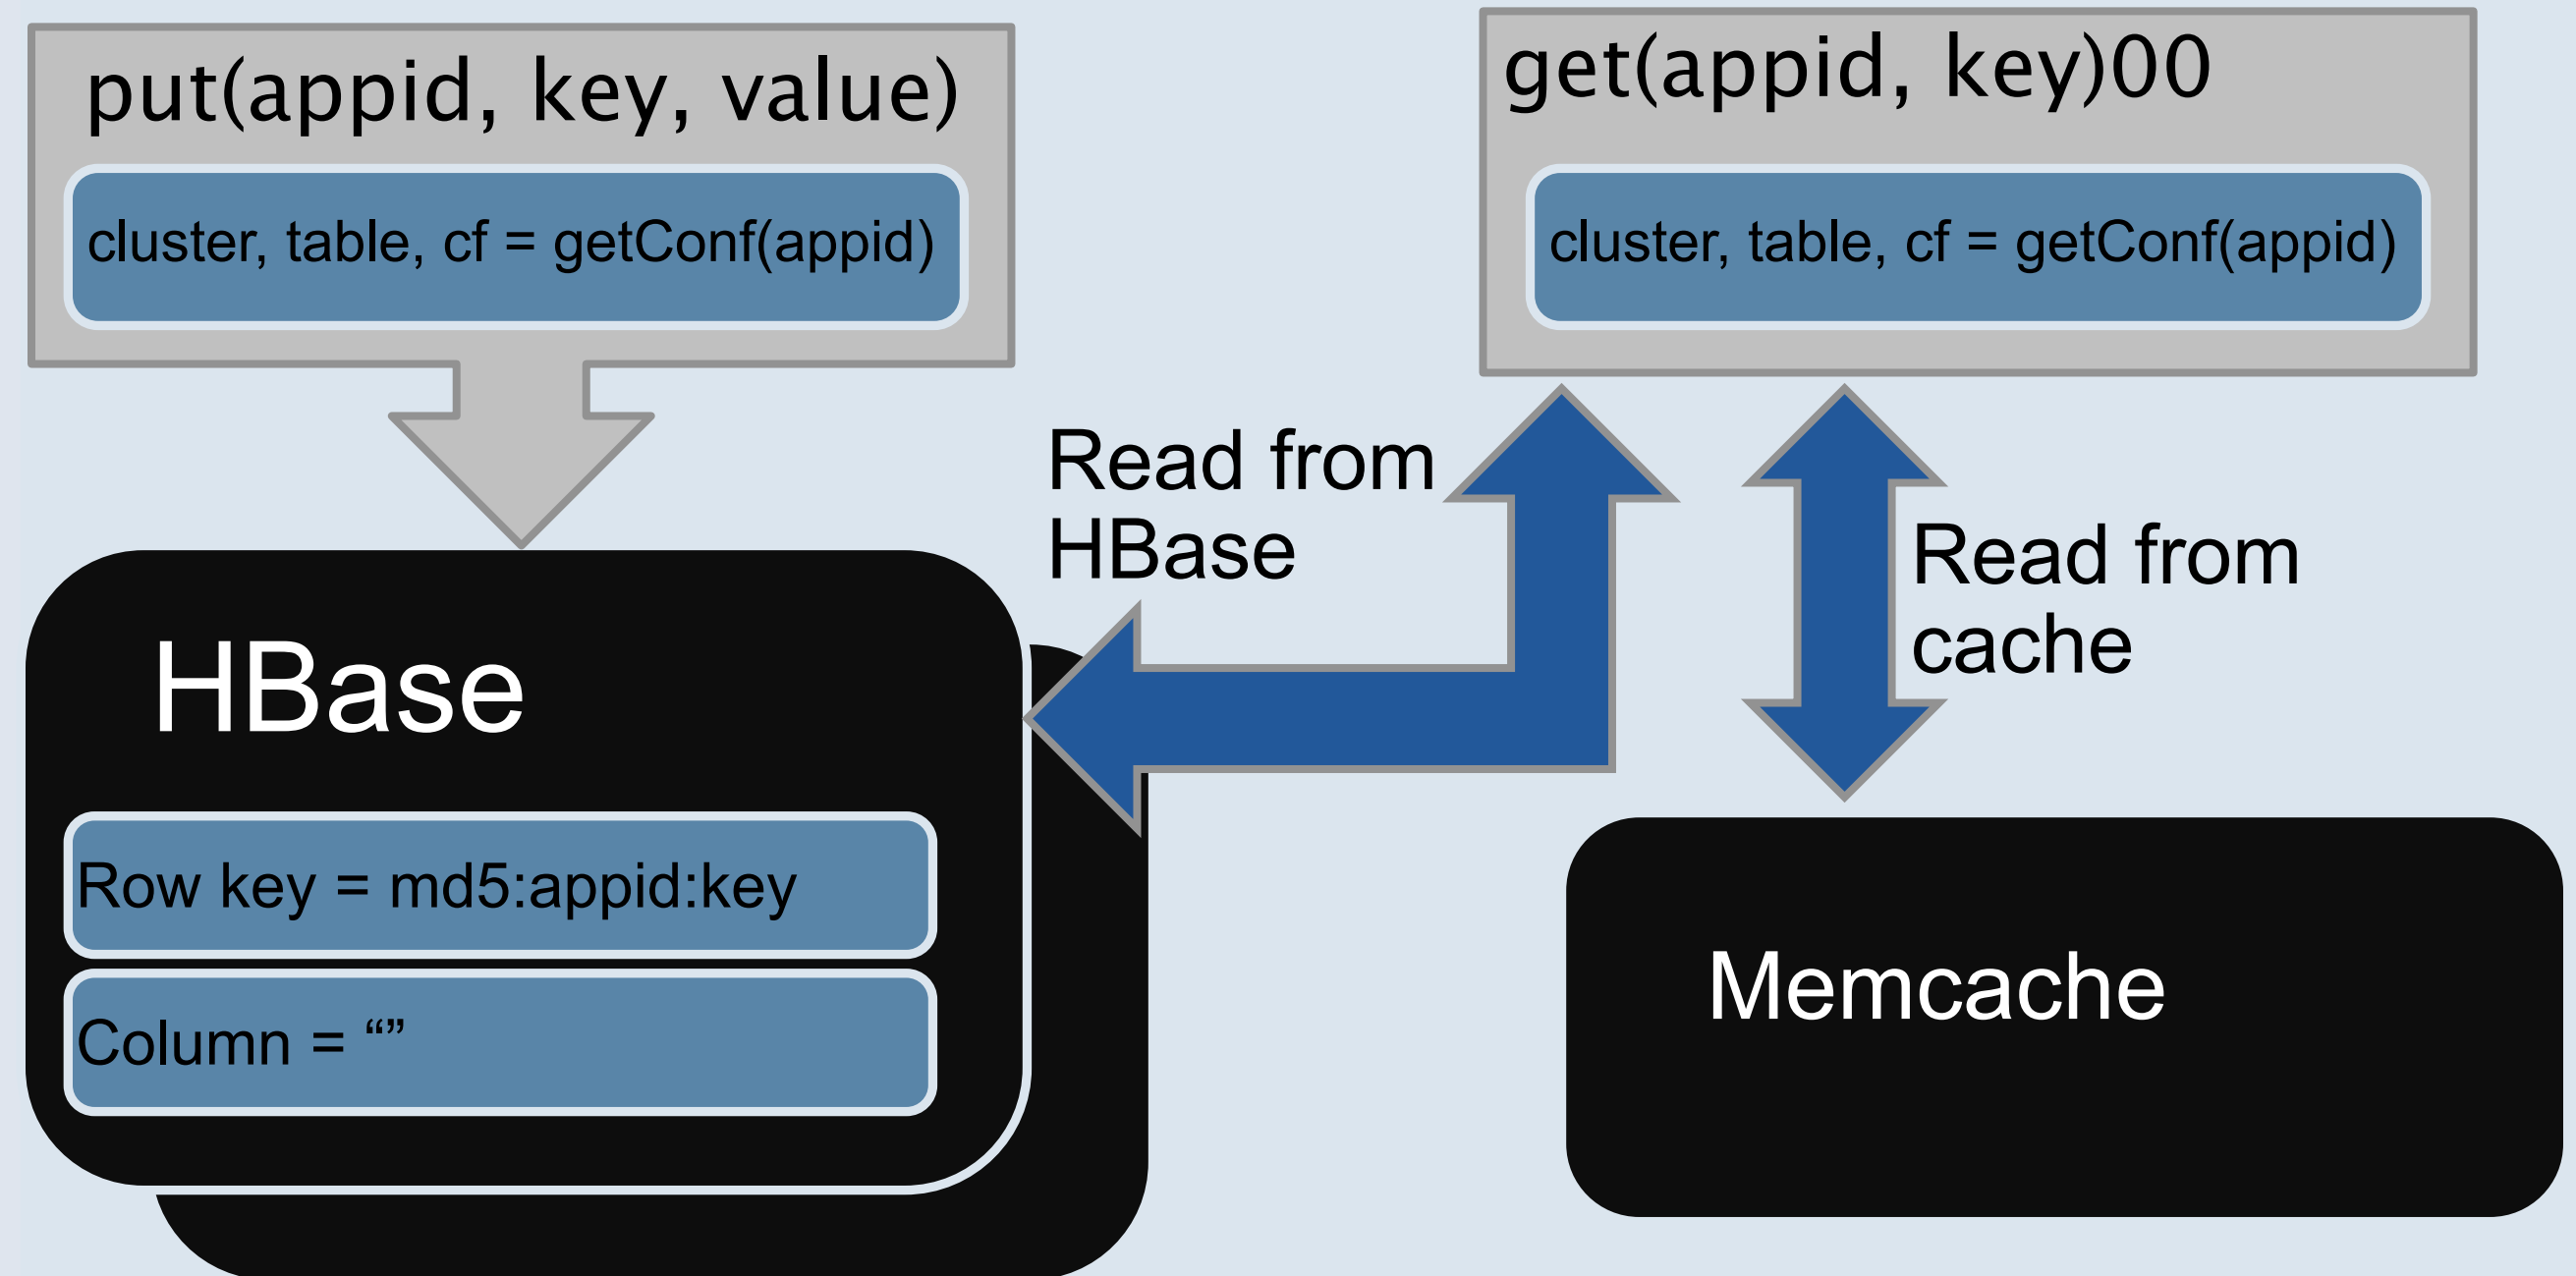 put(appid, key, value)
cluster, table, cf = getConf(appid)
get(appid, key)00
cluster, table, cf = getConf(appid)
Read from
HBase
Read from
cache
HBase
Row key = md5:appid:key
Column = “”
Memcache